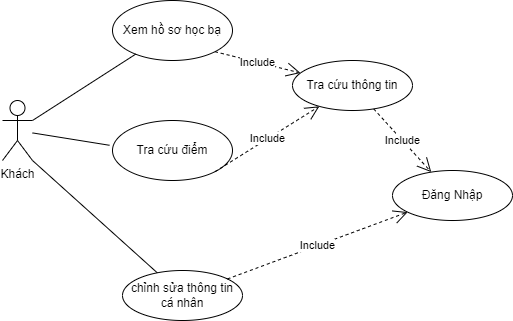 Xem hồ sơ học bạ
Include
Tra cứu thông tin
Tra cứu điểm
Include
Include
Khách
Đăng Nhập
Include
chỉnh sửa thông tin
cá nhân